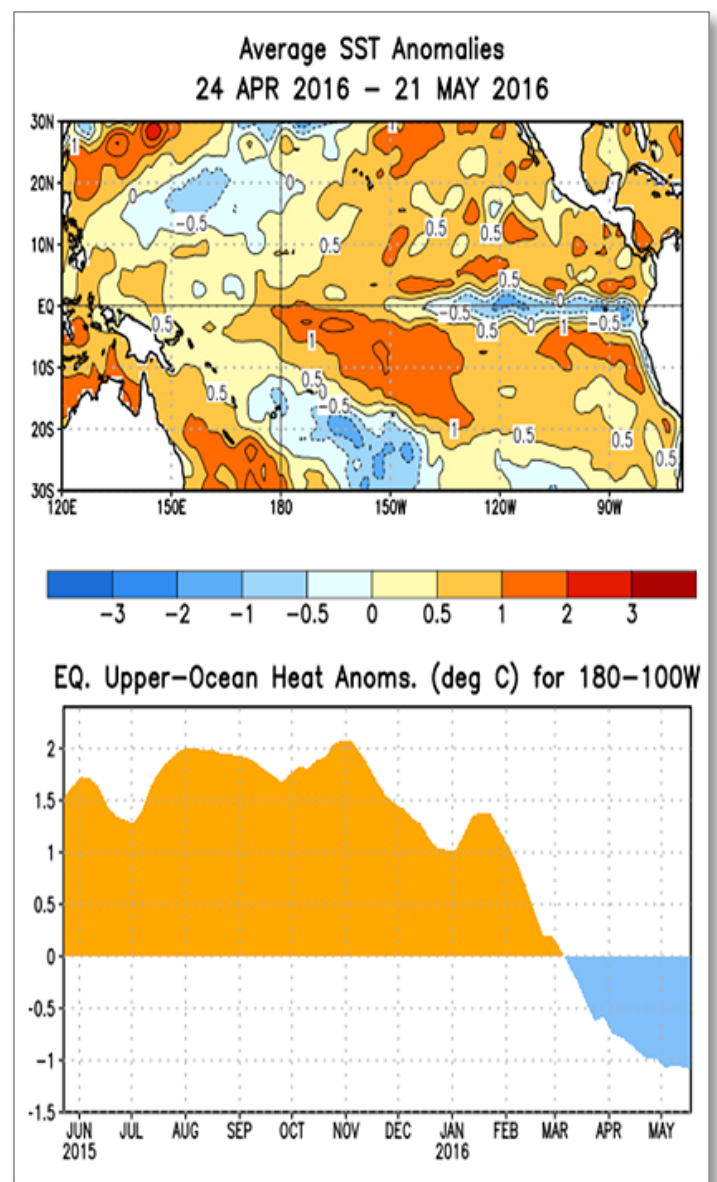 Average SST Anomalies
24 APR 2016 – 21 MAY 2016
30N
1
1
20N
0
0
-0.5
10N
0.5
0.5
0.5
0.5
EQ
0.5
-0.5
0
-0.5
0.5
0
1
1
10S
0.5
0.5
0
-0.5
20S
1
0.5
0.5
0.5
30S
120E 150E 180 150W 120W 90W
-3 -2 -1 -0.5 0 0.5 1 2 3
EQ. Upper-Ocean Heat Anoms. (deg C) for 180-100W
2
1.5
1
0.5
0
-0.5
-1
-1.5
JUN JUL AUG SEP OCT NOV DEC JAN FEB MAR APR MAY
2015 2016